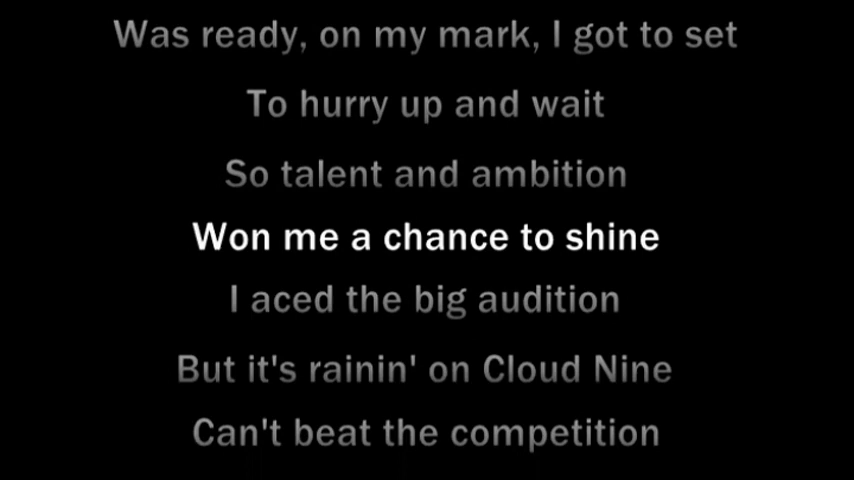 Was ready, on my mark, I got to set
To hurry up and wait
So talent and ambition
Won me a chance to shine
I aced the big audition
But it's rainin' on Cloud Nine
Can't beat the competition